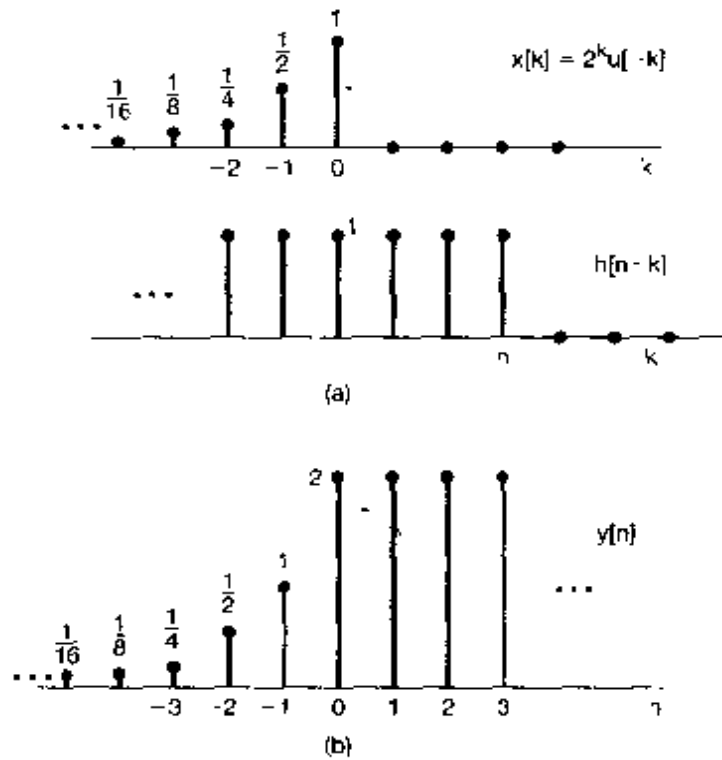 1
1/16 1/8 1/4 1/2
x[k] = 2^k u[-k]
...
-2 -1 0 k
1
h[n - k]
...
n k
(a)
2
y[n]
1
1/16 1/8 1/4 1/2
...
...
-3 -2 -1 0 1 2 3 n
(b)